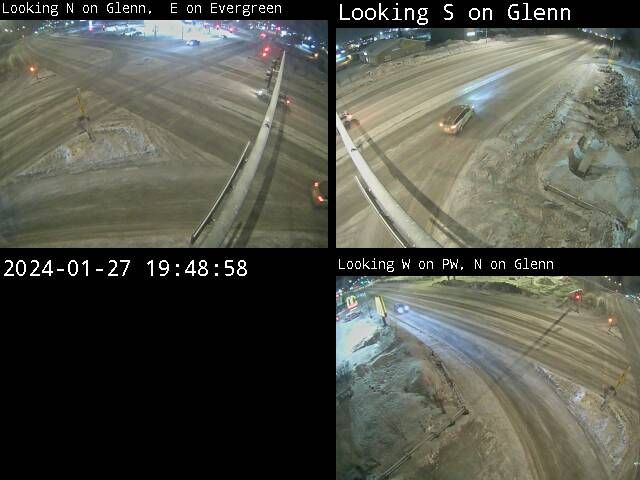 Looking N on Glenn,  E on Evergreen
Looking S on Glenn
2024-01-27 19:48:58
Looking W on PW, N on Glenn